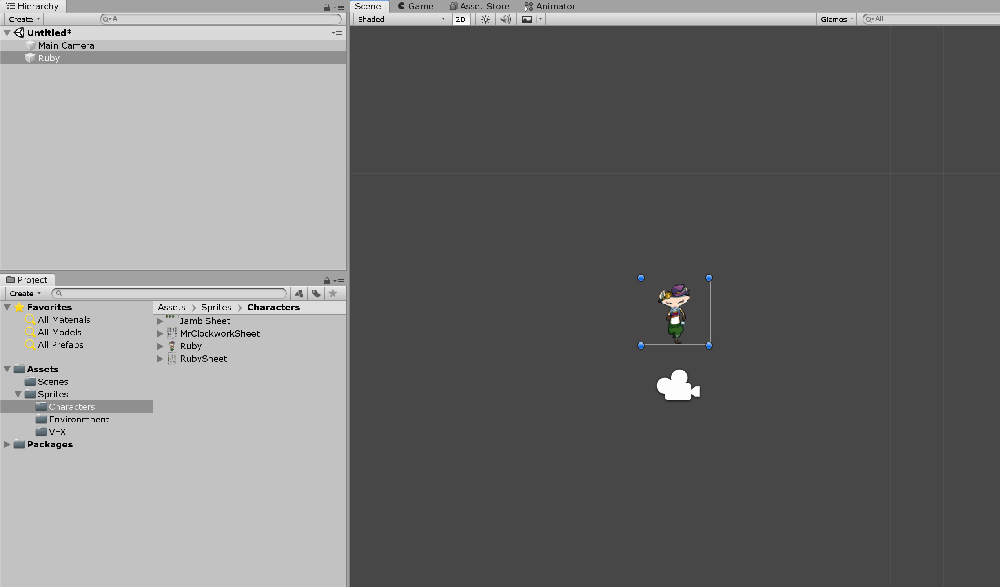 Hierarchy
Create
All
Untitled*
Main Camera
Ruby
Project
Create
Favorites
All Materials
All Models
All Prefabs
Assets
Scenes
Sprites
Characters
Environmnent
VFX
Packages
Assets Sprites Characters
JambiSheet
MrClockworkSheet
Ruby
RubySheet
Scene Game Asset Store Animator
Shaded 2D Gizmos All